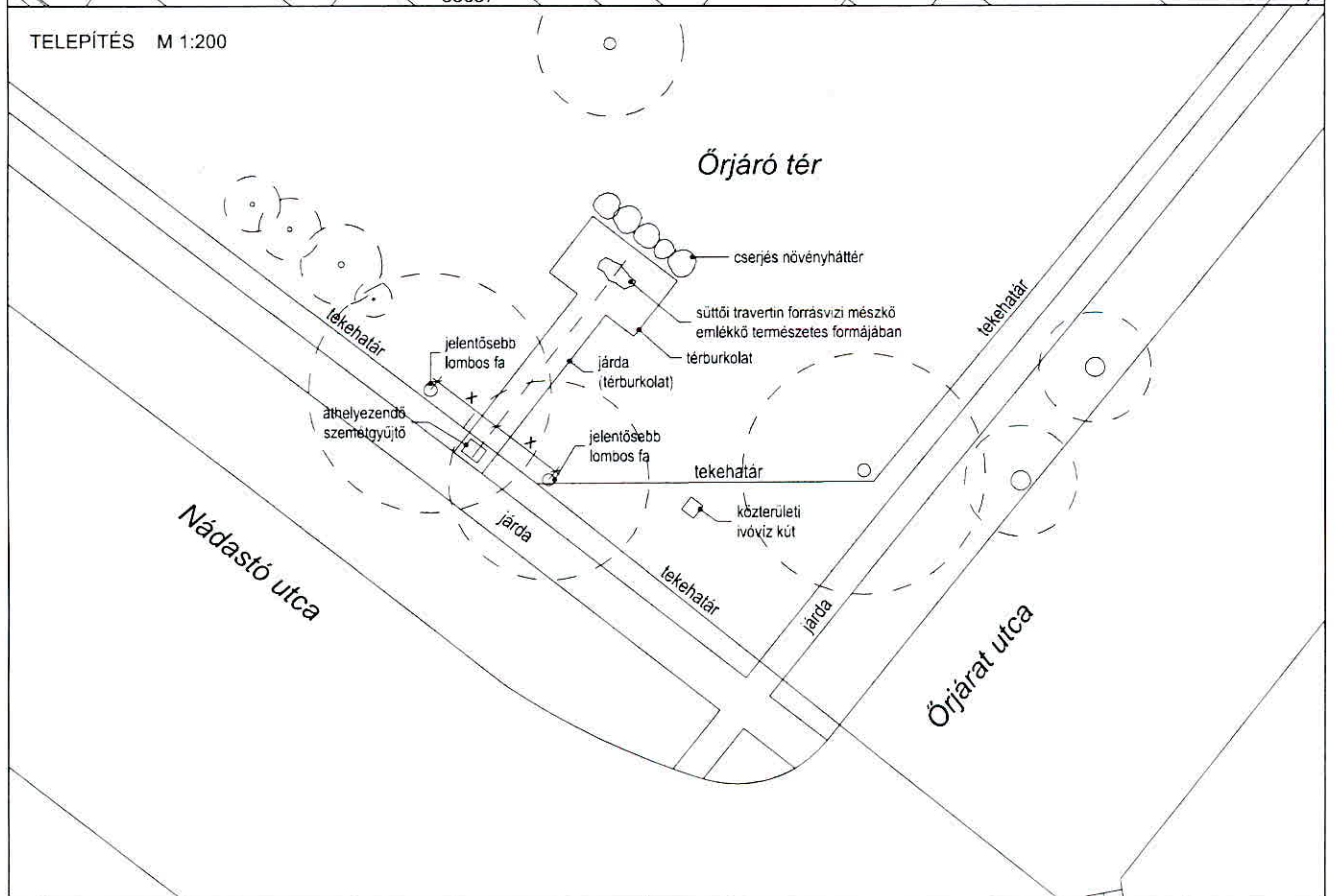 TELEPÍTÉS M 1:200
Őrjáró tér
cserjés növényháttér
süttői travertin forrásvizi mészkő
emlékkő természetes formájában
térburkolat
járda
(térburkolat)
tekehatár
jelentősebb
lombos fa
áthelyezendő
szemétgyűjtő
jelentősebb
lombos fa
tekehatár
tekehatár
közterületi
ivóvíz kút
járda
Nádastó utca
tekehatár
járda
Őrjárat utca